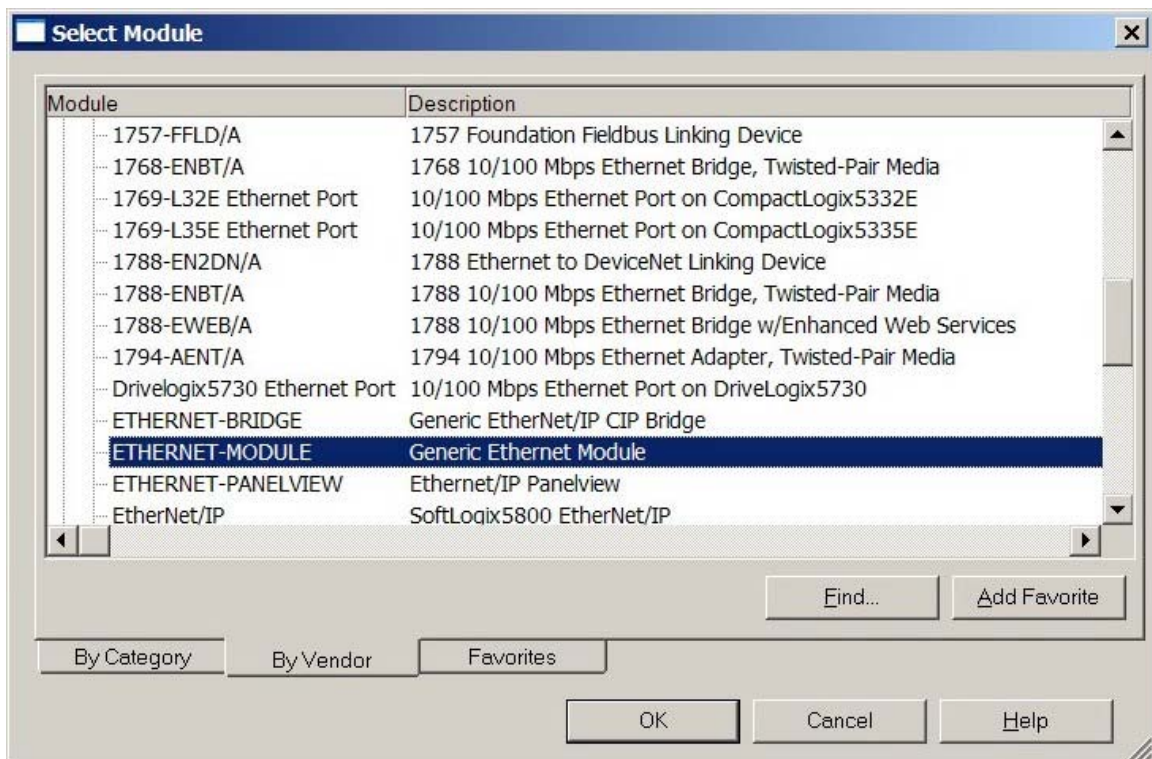 Select Module
Module Description
1757-FFLD/A 1757 Foundation Fieldbus Linking Device
1768-ENBT/A 1768 10/100 Mbps Ethernet Bridge, Twisted-Pair Media
1769-L32E Ethernet Port 10/100 Mbps Ethernet Port on CompactLogix5332E
1769-L35E Ethernet Port 10/100 Mbps Ethernet Port on CompactLogix5335E
1788-EN2DN/A 1788 Ethernet to DeviceNet Linking Device
1788-ENBT/A 1788 10/100 Mbps Ethernet Bridge, Twisted-Pair Media
1788-EWEB/A 1788 10/100 Mbps Ethernet Bridge w/Enhanced Web Services
1794-AENT/A 1794 10/100 Mbps Ethernet Adapter, Twisted-Pair Media
Drivelogix5730 Ethernet Port 10/100 Mbps Ethernet Port on DriveLogix5730
ETHERNET-BRIDGE Generic EtherNet/IP CIP Bridge
ETHERNET-MODULE Generic Ethernet Module
ETHERNET-PANELVIEW Ethernet/IP Panelview
EtherNet/IP SoftLogix5800 EtherNet/IP
Find... Add Favorite
By Category By Vendor Favorites
OK Cancel Help